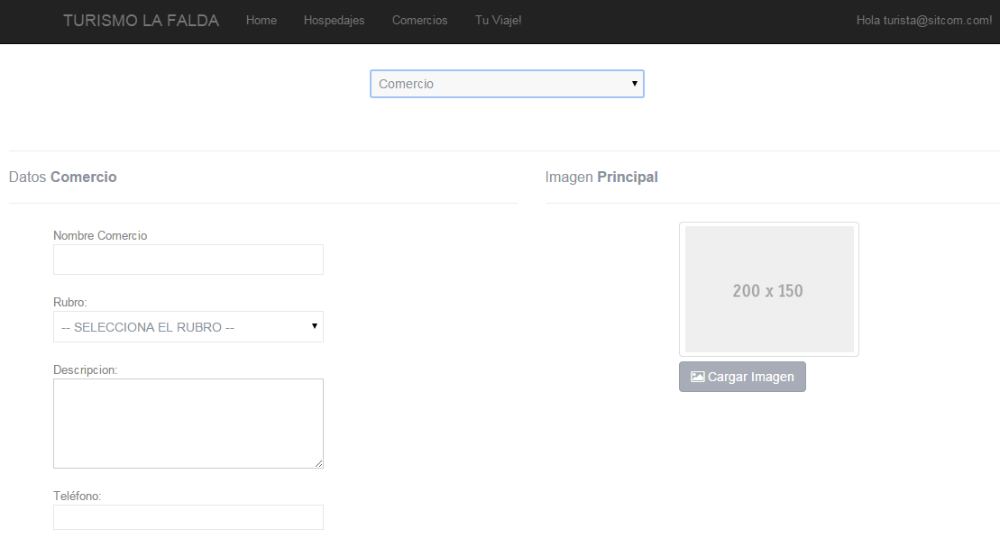 TURISMO LA FALDA Home Hospedajes Comercios Tu Viaje! Hola turista@sitcom.com!
Comercio
Datos Comercio
Nombre Comercio
Rubro:
-- SELECCIONA EL RUBRO --
Descripcion:
Teléfono:
Imagen Principal
200 x 150
Cargar Imagen